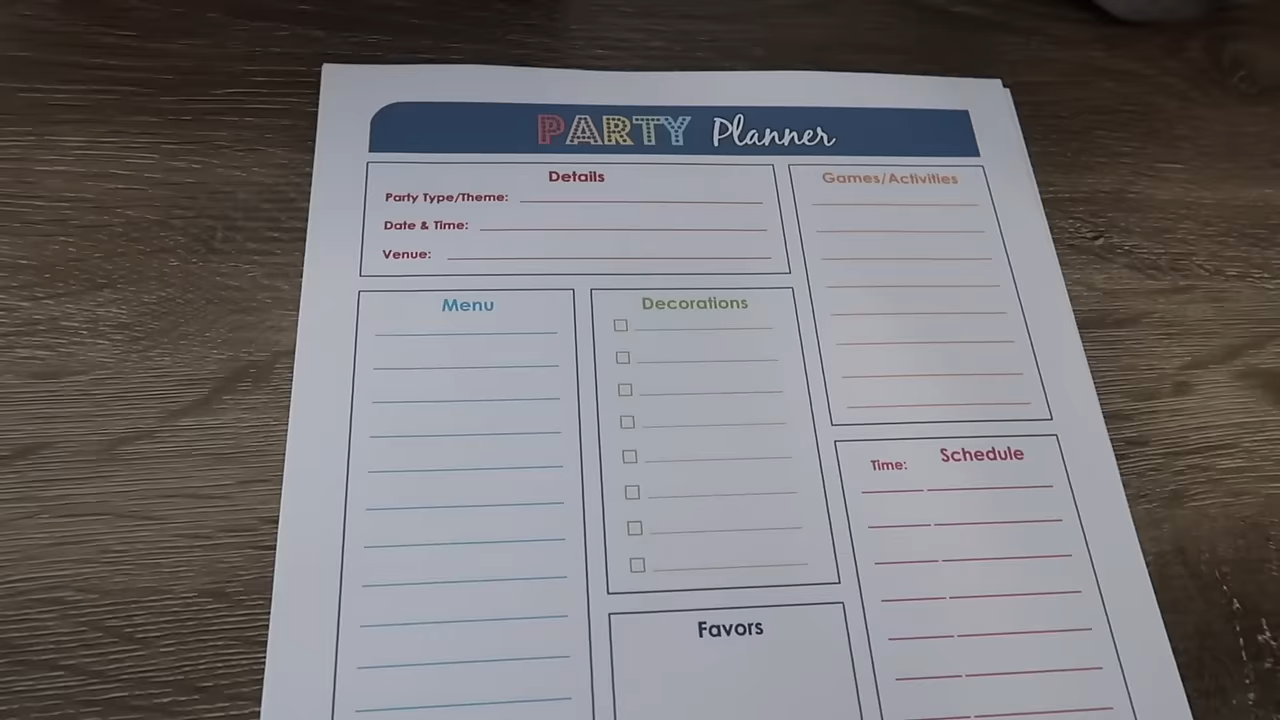 PARTY Planner
Details
Party Type/Theme:
Date & Time:
Venue:
Games/Activities
Menu
Decorations
Time: Schedule
Favors